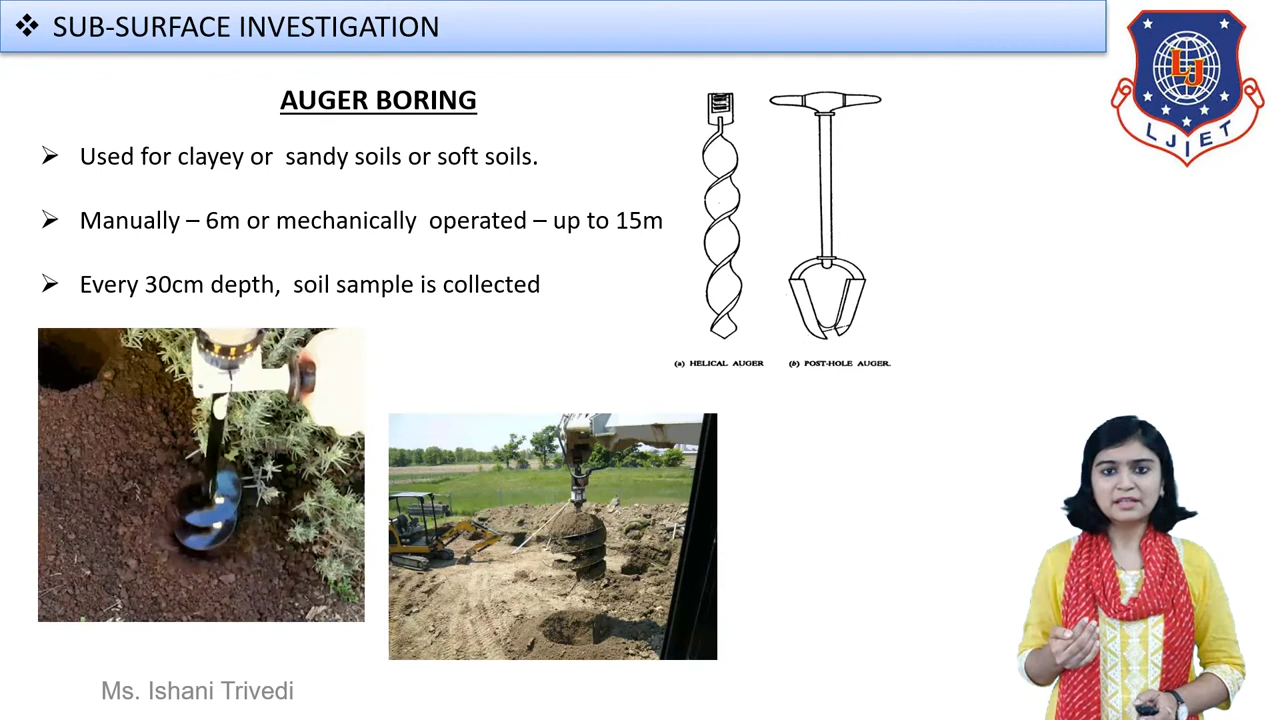 ❖ SUB-SURFACE INVESTIGATION
AUGER BORING
➢ Used for clayey or sandy soils or soft soils.
➢ Manually – 6m or mechanically operated – up to 15m
➢ Every 30cm depth, soil sample is collected
(a) HELICAL AUGER (b) POST-HOLE AUGER.
LJ
LJIET
Ms. Ishani Trivedi